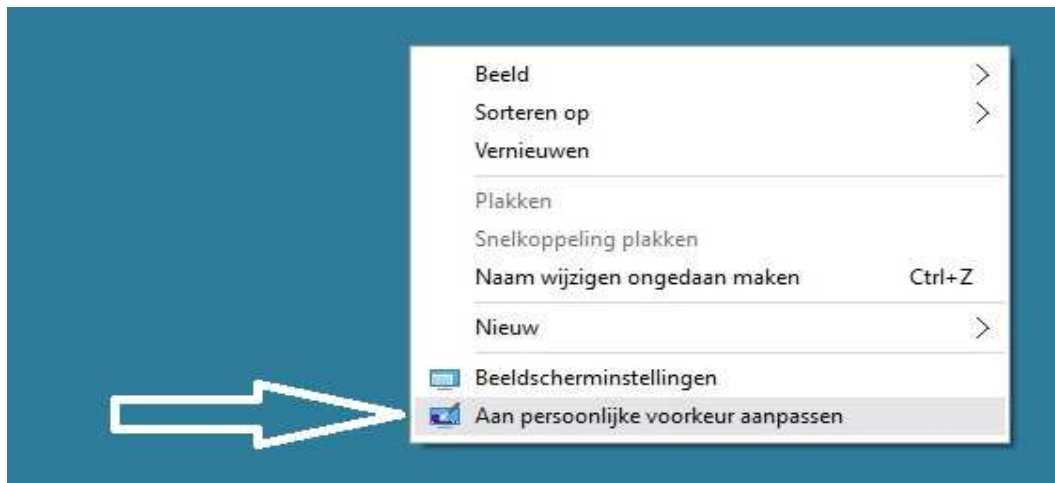 Beeld
Sorteren op
Vernieuwen
Plakken
Snelkoppeling plakken
Naam wijzigen ongedaan maken Ctrl+Z
Nieuw
Beeldscherminstellingen
Aan persoonlijke voorkeur aanpassen